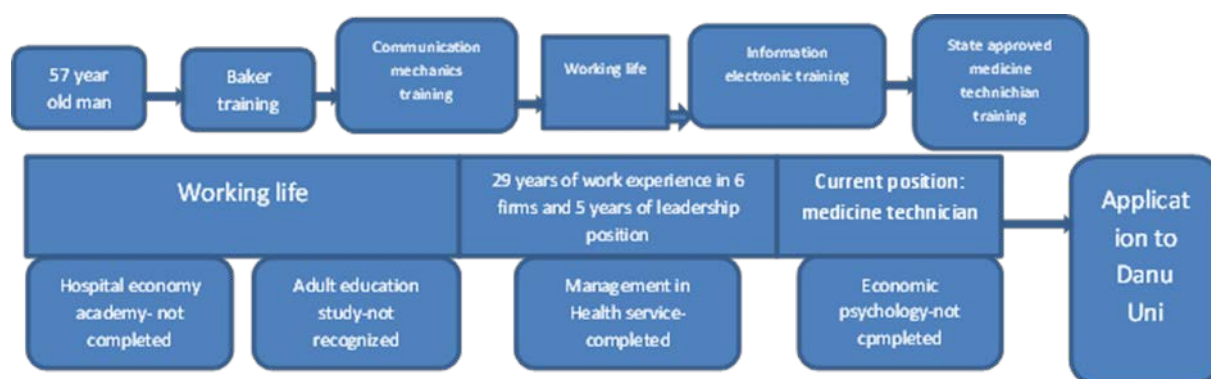 57 year
old man
Baker
training
Communication
mechanics
training
Working life
Information
electronic training
State approved
medicine
technichian
training
Working life
29 years of work experience in 6
firms and 5 years of leadership
position
Current position:
medicine technician
Applicat
ion to
Danu
Uni
Hospital economy
academy- not
completed
Adult education
study-not
recognized
Management in
Health service-
completed
Economic
psychology-not
cpmpleted